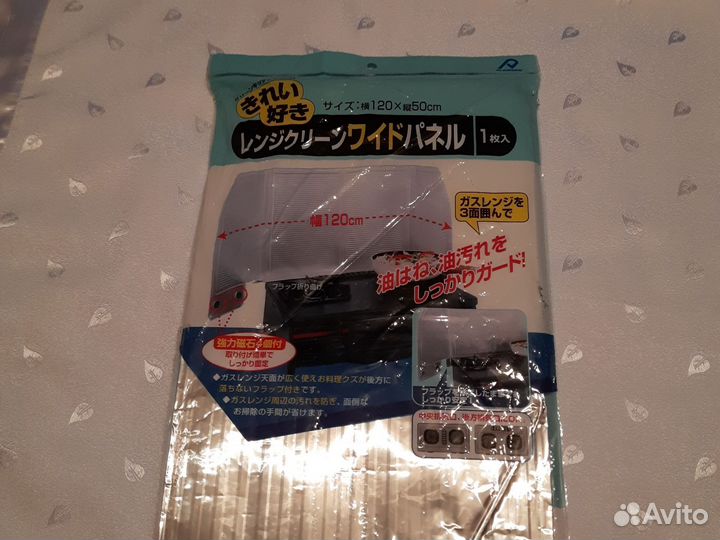 きれい
好き
サイズ：横120×縦50cm
レンジクリーンワイドパネル
1枚入
ガスレンジを
3面囲んで
幅120cm
油はね、油汚れを
しっかりガード!
フラップ折り曲げ
強力磁石4個付
取り付け簡単で
しっかり固定
◆ガスレンジ天面が広く使えお料理クズが後方に
落ちないフラップ付きです。
◆ガスレンジ周辺の汚れを防ぎ、面倒な
お掃除の手間が省けます。
Avito